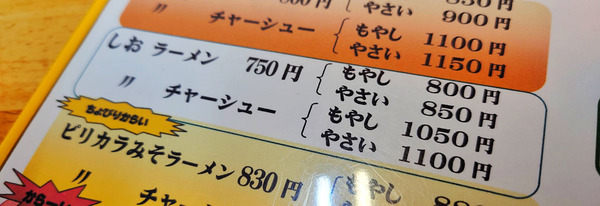 やさい 900円
〃 チャーシュー もやし 1100円
やさい 1150円
しお ラーメン 750円 もやし 800円
やさい 850円
〃 チャーシュー もやし 1050円
やさい 1100円
ちょぴりからい
ピリカラみそラーメン 830円 もやし
〃 チャー